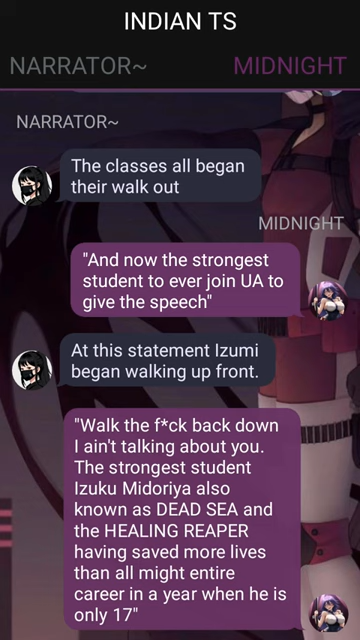 INDIAN TS
NARRATOR~
MIDNIGHT
NARRATOR~
The classes all began
their walk out
MIDNIGHT
"And now the strongest
student to ever join UA to
give the speech"
At this statement Izumi
began walking up front.
"Walk the f*ck back down
I ain't talking about you.
The strongest student
Izuku Midoriya also
known as DEAD SEA and
the HEALING REAPER
having saved more lives
than all might entire
career in a year when he is
only 17"